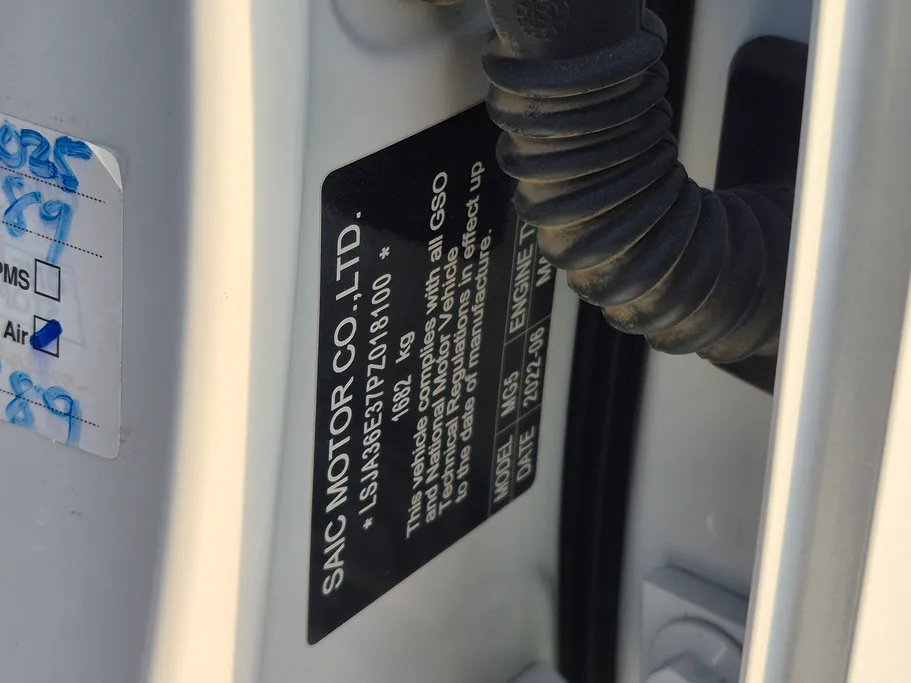 SAIC MOTOR CO.,LTD.
* LSJA36E37PZ018100 *
1682 kg
This vehicle complies with all GSO
and National Motor Vehicle
Technical Regulations in effect up
to the date of manufacture.
MODEL MG5 ENGINE
DATE 2022-06
Air
89